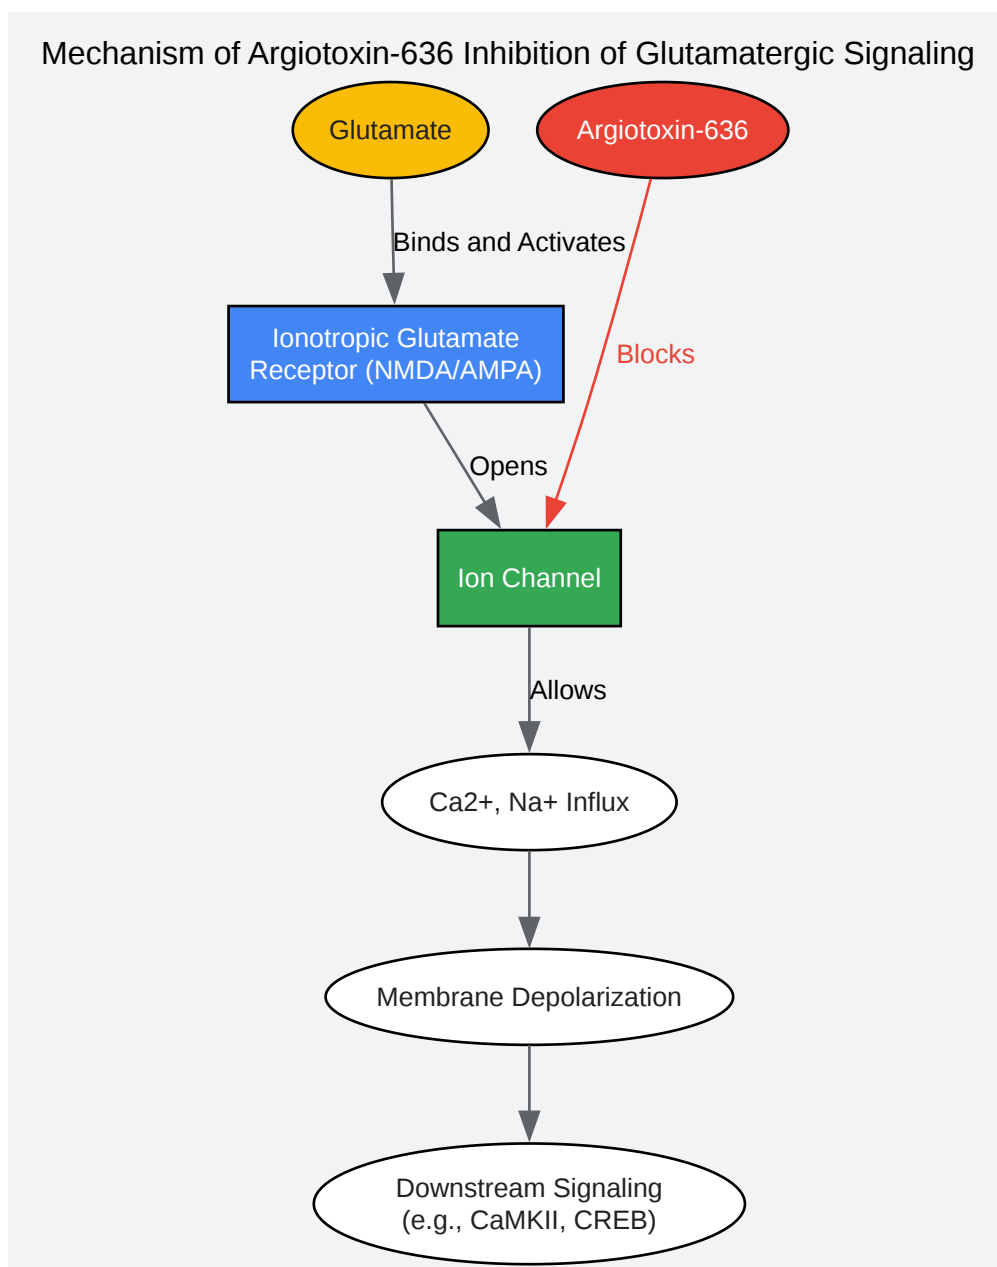 Mechanism of Argiotoxin-636 Inhibition of Glutamatergic Signaling
Glutamate
Argiotoxin-636
Binds and Activates
Ionotropic Glutamate
Receptor (NMDA/AMPA)
Blocks
Opens
Ion Channel
Allows
Ca2+, Na+ Influx
Membrane Depolarization
Downstream Signaling
(e.g., CaMKII, CREB)